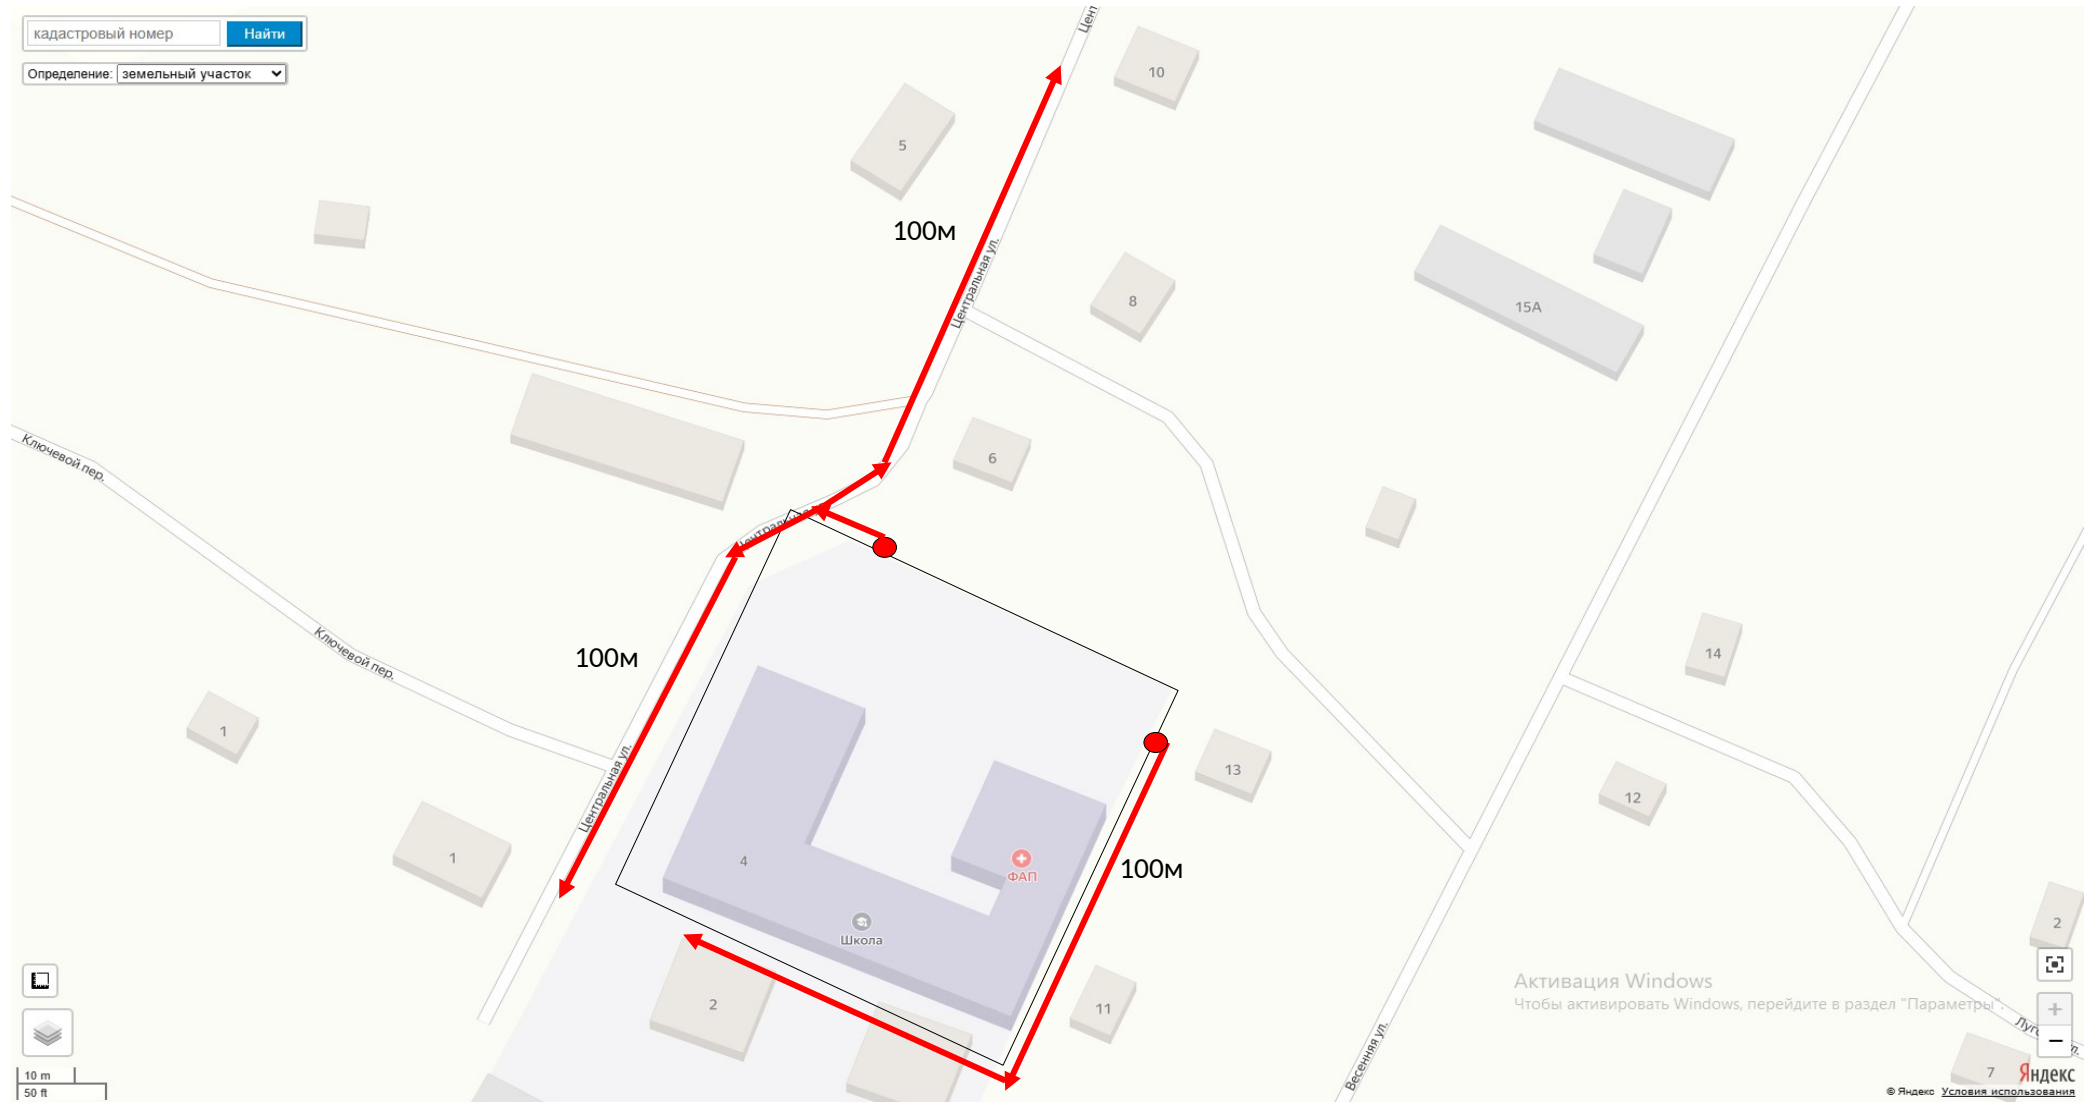 кадастровый номер Найти
Определение: земельный участок
Цент
10
5
100м
Центральная ул.
8
15А
Ключевой пер.
6
100м
Ключевой пер.
14
1
13
12
Центральная ул.
1
4
ФАП
100м
Школа
2
2
11
Активация Windows
Чтобы активировать Windows, перейдите в раздел "Параметры".
Весенняя ул.
7
10 m
50 ft
Яндекс
© Яндекс Условия использования